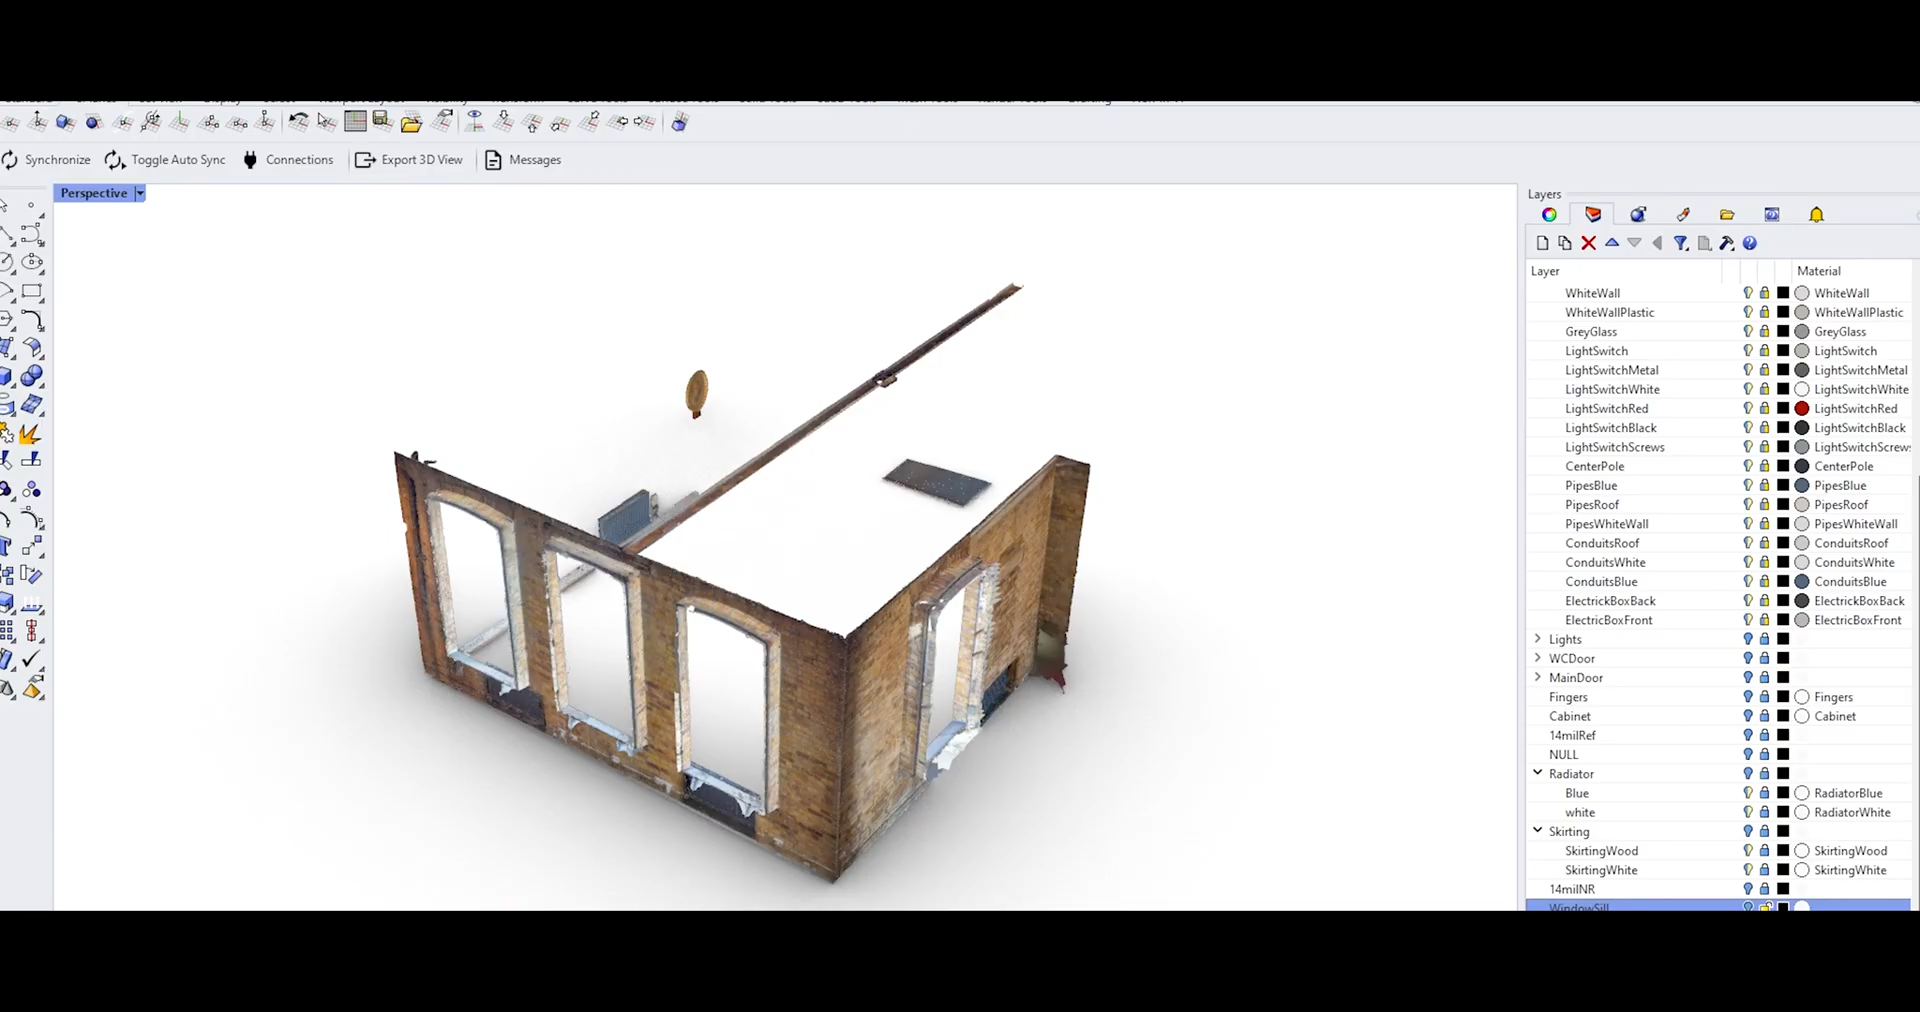 Synchronize Toggle Auto Sync Connections Export 3D View Messages
Perspective
Layers
Layer Material
WhiteWall WhiteWall
WhiteWallPlastic WhiteWallPlastic
GreyGlass GreyGlass
LightSwitch LightSwitch
LightSwitchMetal LightSwitchMetal
LightSwitchWhite LightSwitchWhite
LightSwitchRed LightSwitchRed
LightSwitchBlack LightSwitchBlack
LightSwitchScrews LightSwitchScrews
CenterPole CenterPole
PipesBlue PipesBlue
PipesRoof PipesRoof
PipesWhiteWall PipesWhiteWall
ConduitsRoof ConduitsRoof
ConduitsWhite ConduitsWhite
ConduitsBlue ConduitsBlue
ElectrickBoxBack ElectrickBoxBack
ElectricBoxFront ElectricBoxFront
Lights
WCDoor
MainDoor
Fingers Fingers
Cabinet Cabinet
14milRef
NULL
Radiator
Blue RadiatorBlue
white RadiatorWhite
Skirting
SkirtingWood SkirtingWood
SkirtingWhite SkirtingWhite
14milNR
WindowSill